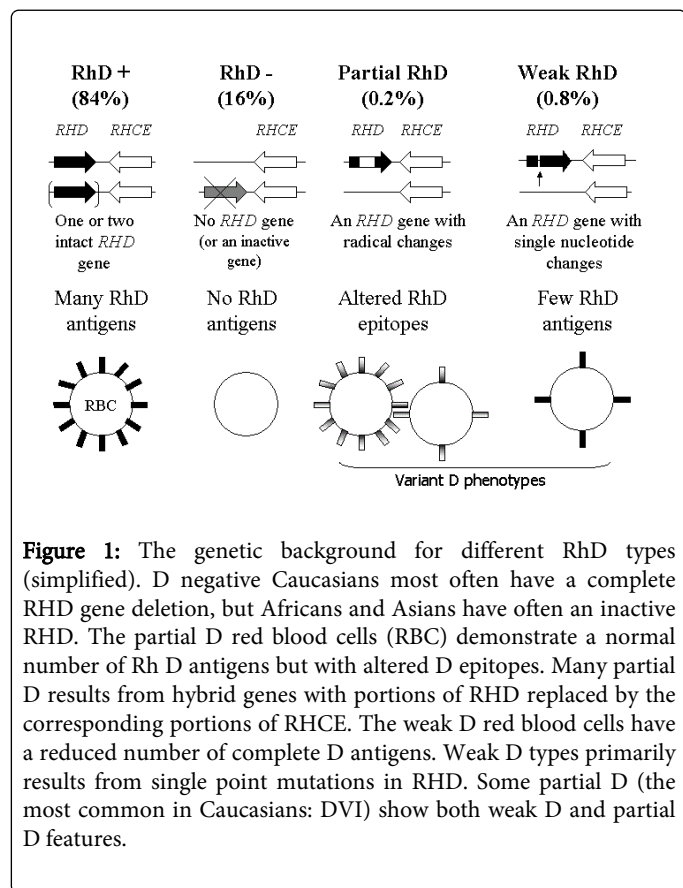 RhD +
(84%)
RhD -
(16%)
Partial RhD
(0.2%)
Weak RhD
(0.8%)
RHD RHCE
RHCE
RHD RHCE
RHD RHCE
One or two
intact RHD
gene
No RHD gene
(or an inactive
gene)
An RHD gene with
radical changes
An RHD gene with
single nucleotide
changes
Many RhD
antigens
No RhD
antigens
Altered RhD
epitopes
Few RhD
antigens
RBC
Variant D phenotypes
Figure 1: The genetic background for different RhD types
(simplified). D negative Caucasians most often have a complete
RHD gene deletion, but Africans and Asians have often an inactive
RHD. The partial D red blood cells (RBC) demonstrate a normal
number of Rh D antigens but with altered D epitopes. Many partial
D results from hybrid genes with portions of RHD replaced by the
corresponding portions of RHCE. The weak D red blood cells have
a reduced number of complete D antigens. Weak D types primarily
results from single point mutations in RHD. Some partial D (the
most common in Caucasians: DVI) show both weak D and partial
D features.